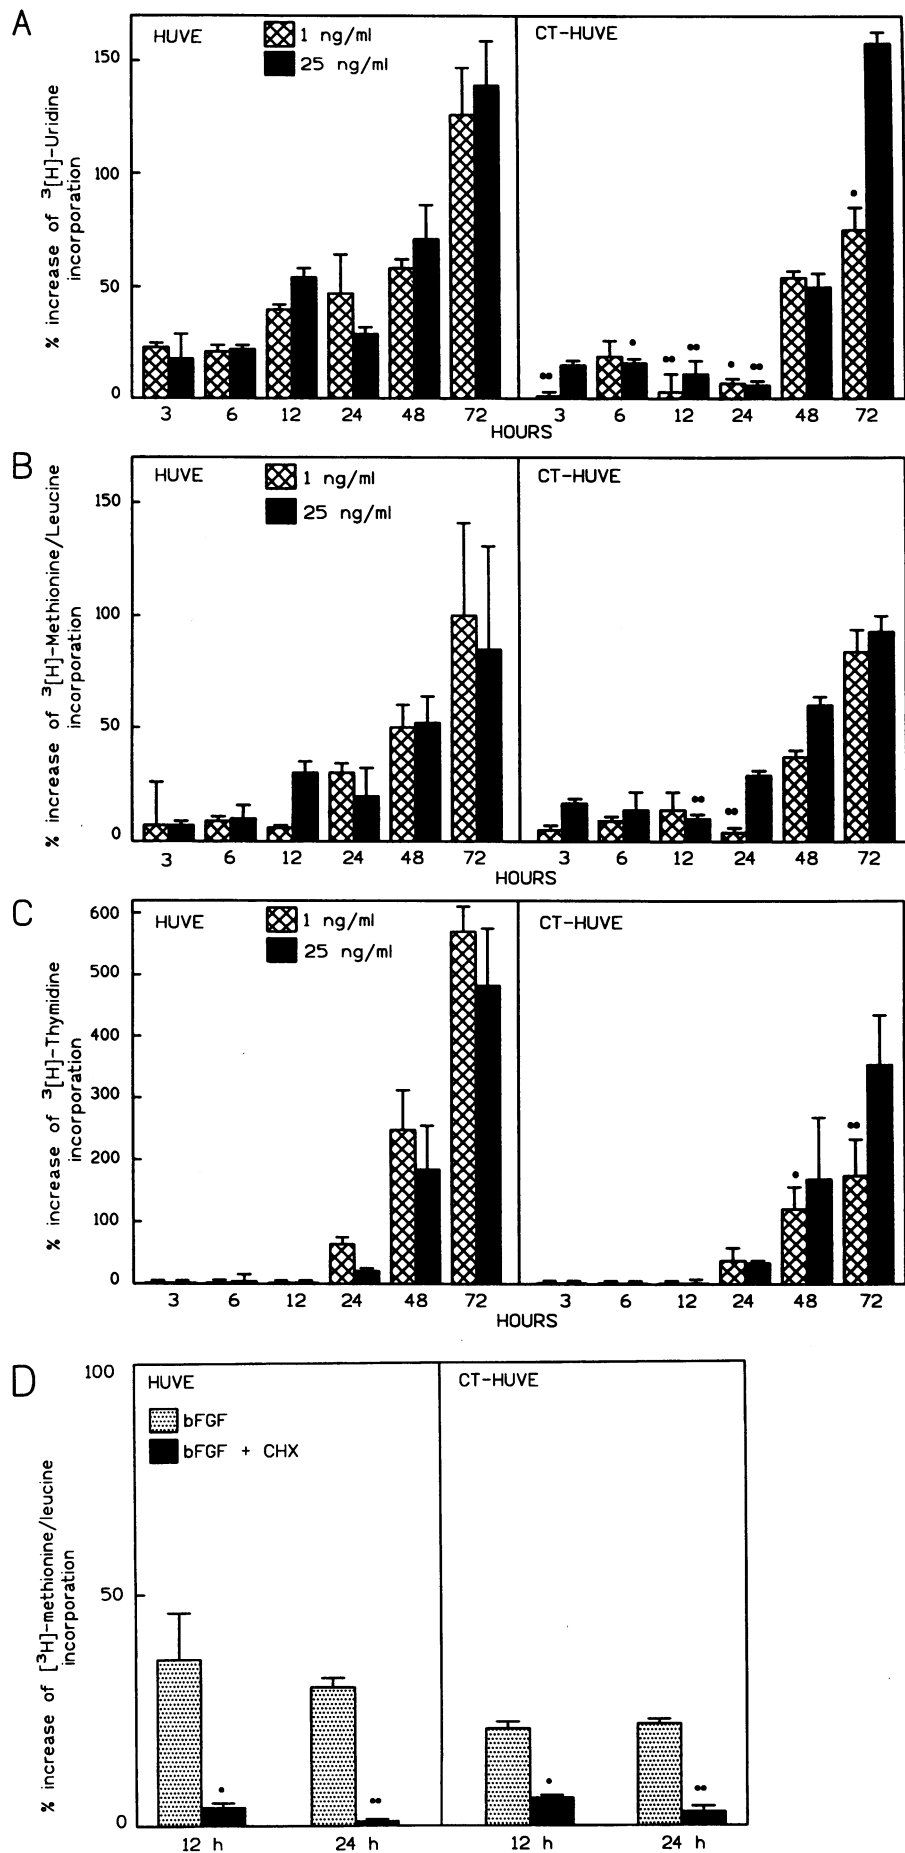 A
HUVE
1 ng/ml
25 ng/ml
CT-HUVE
% increase of ³[H]-Uridine
incorporation
150
100
50
0
3 6 12 24 48 72 3 6 12 24 48 72
HOURS
B
HUVE
1 ng/ml
25 ng/ml
CT-HUVE
% increase of ³[H]-Methionine/Leucine
incorporation
150
100
50
0
3 6 12 24 48 72 3 6 12 24 48 72
HOURS
C
HUVE
1 ng/ml
25 ng/ml
CT-HUVE
% increase of ³[H]-Thymidine
incorporation
600
500
400
300
200
100
0
3 6 12 24 48 72 3 6 12 24 48 72
HOURS
D
HUVE
bFGF
bFGF + CHX
CT-HUVE
% increase of [³H]-methionine/leucine
incorporation
100
50
0
12 h 24 h 12 h 24 h